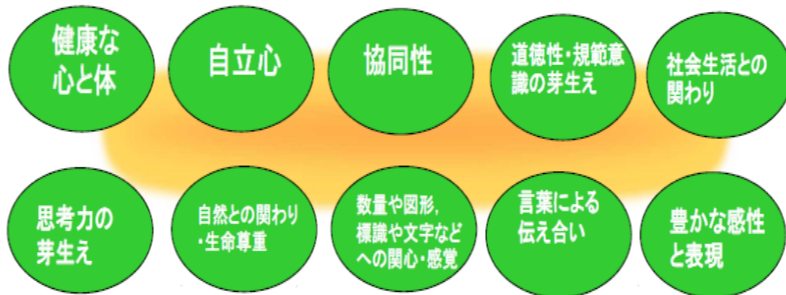 健康な
心と体
自立心
協同性
道徳性・規範意
識の芽生え
社会生活との
関わり
思考力の
芽生え
自然との関わり
・生命尊重
数量や図形,
標識や文字など
への関心・感覚
言葉による
伝え合い
豊かな感性
と表現